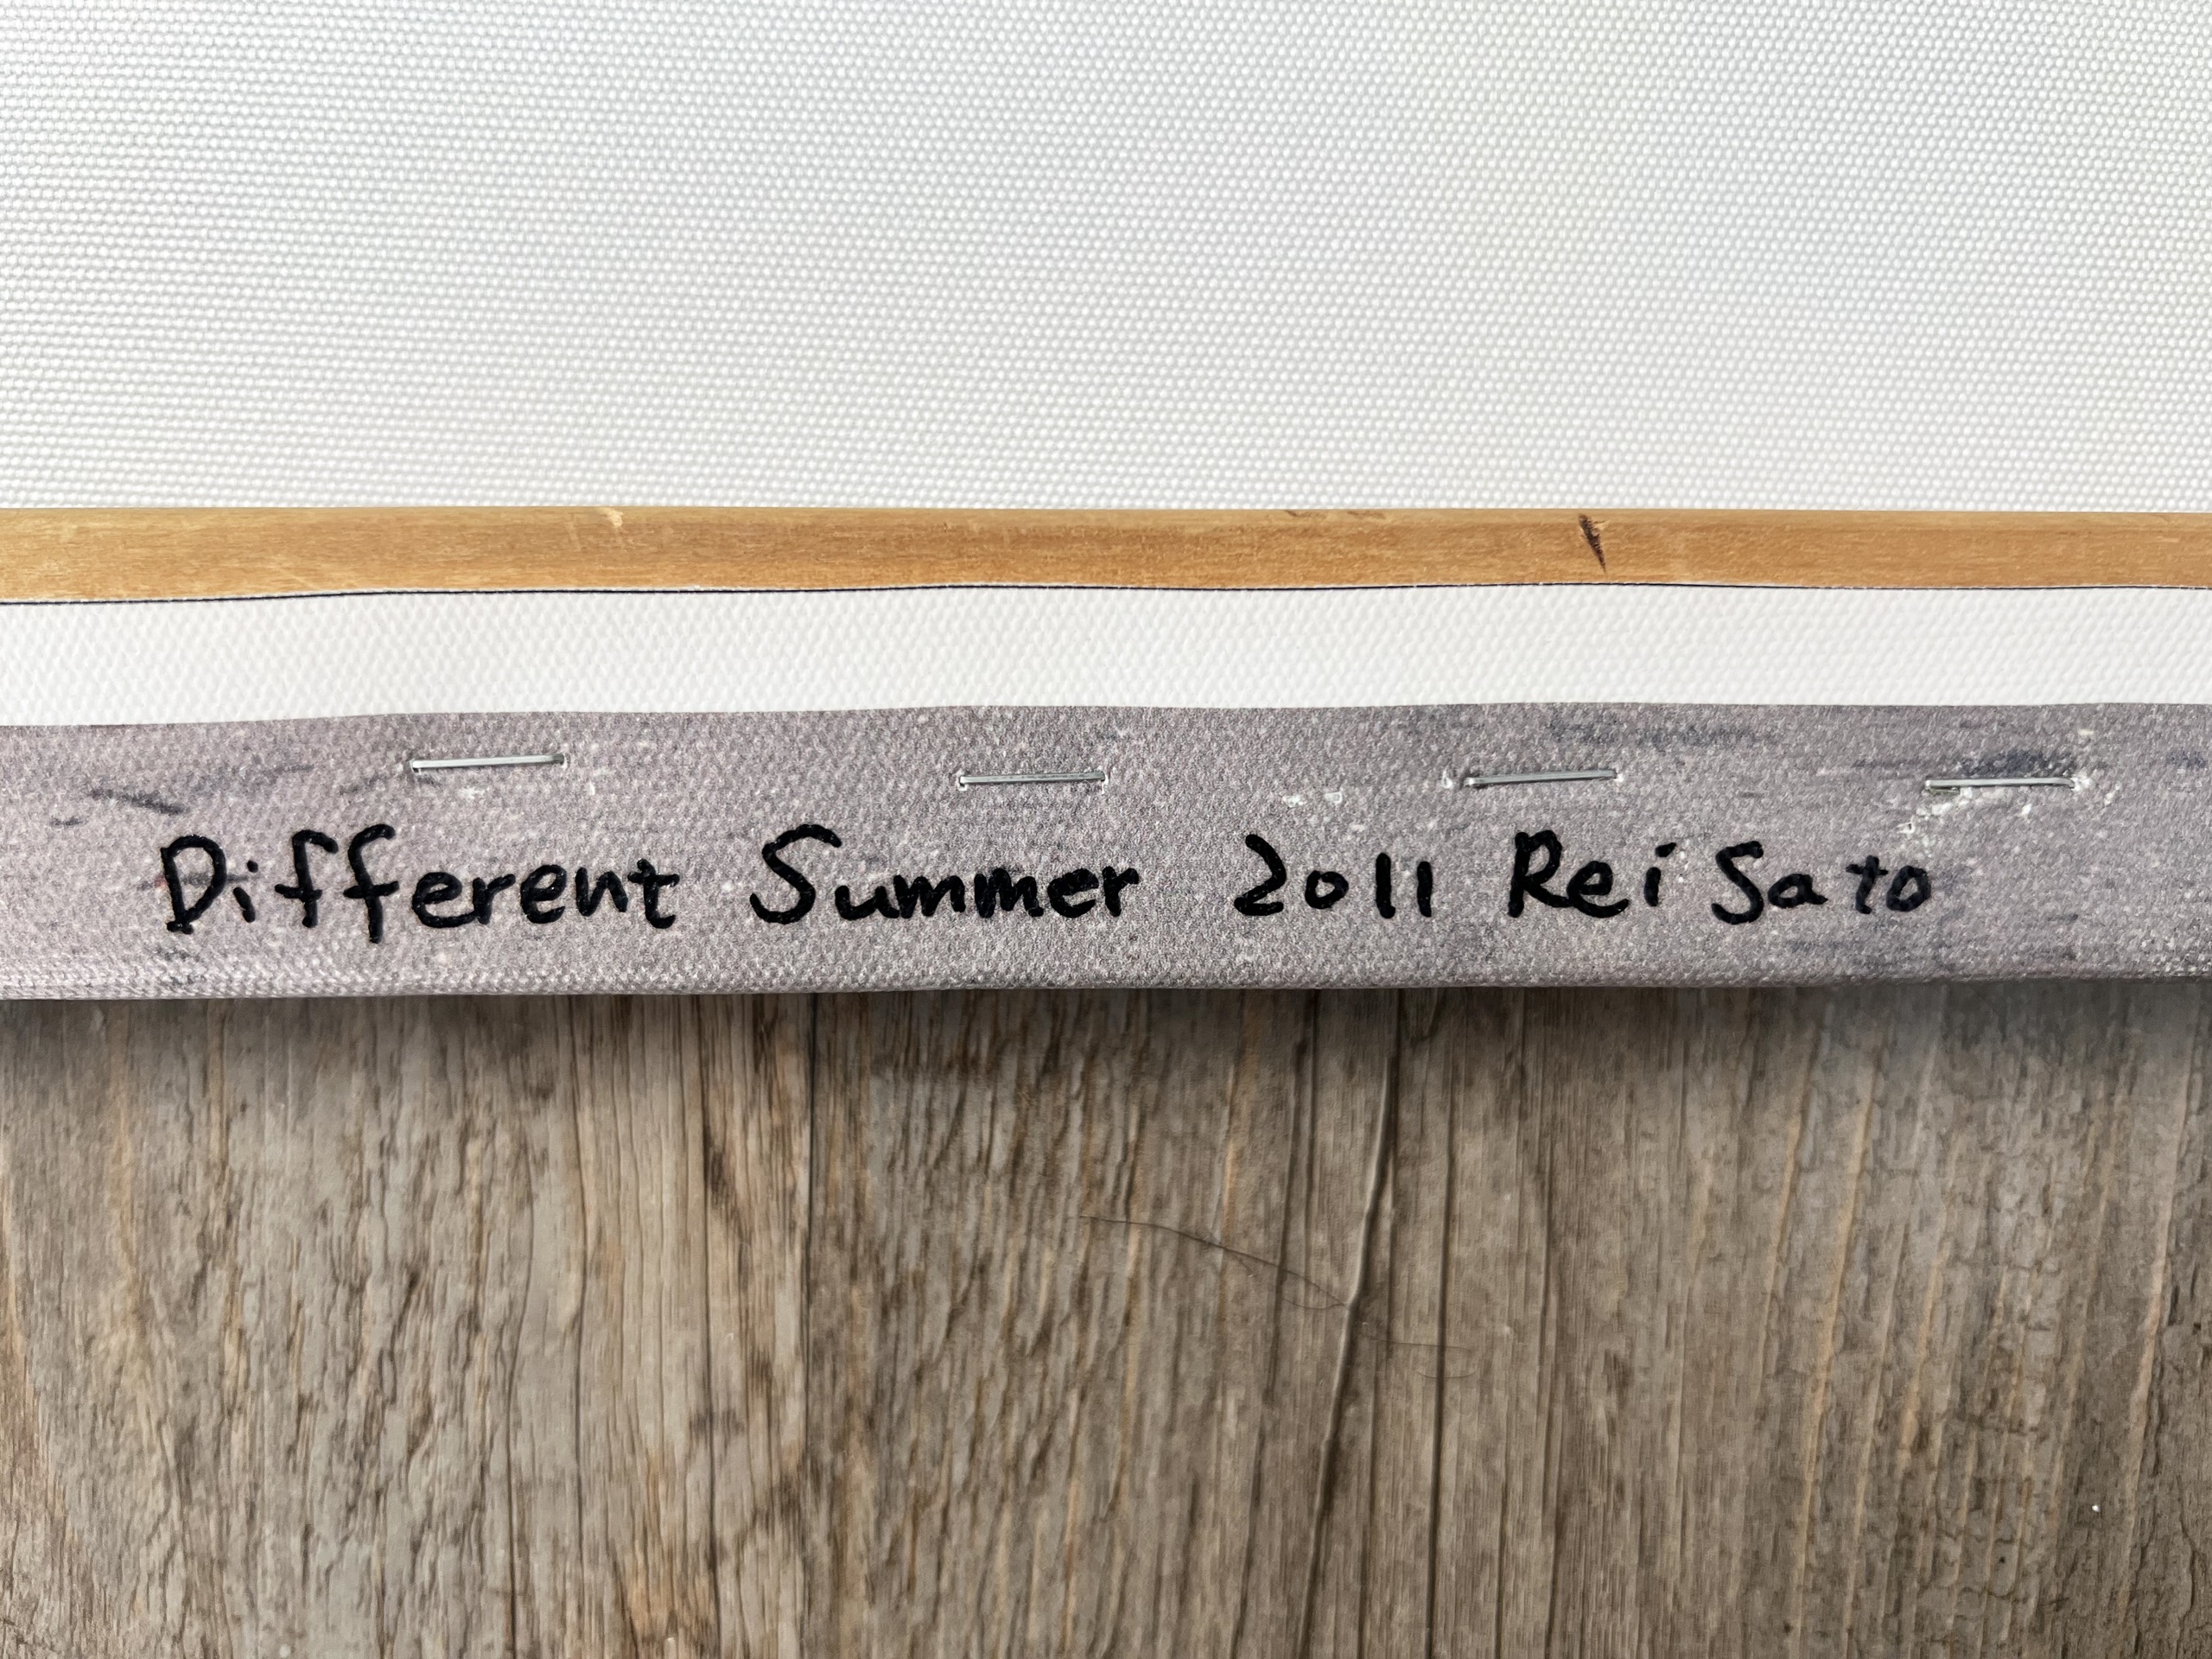 Different Summer 2011 Rei Sato